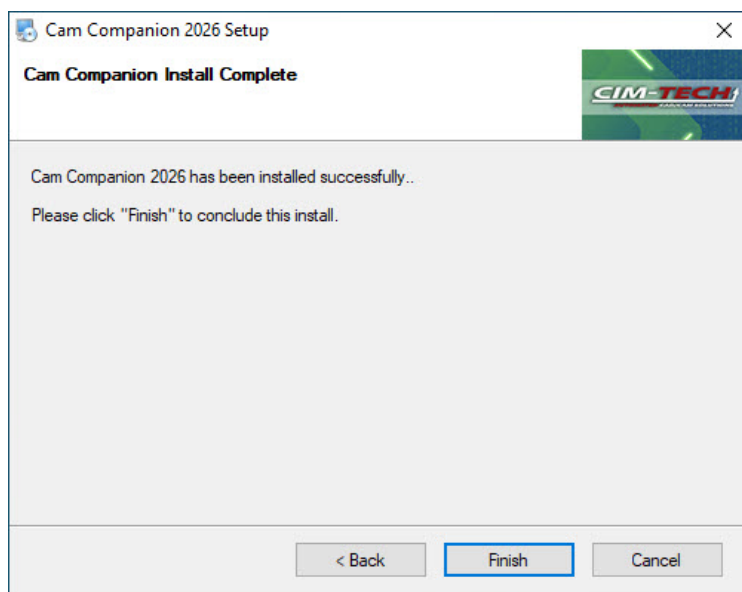 Cam Companion 2026 Setup
Cam Companion Install Complete
CIM-TECH
Cam Companion 2026 has been installed successfully..
Please click "Finish" to conclude this install.
< Back
Finish
Cancel